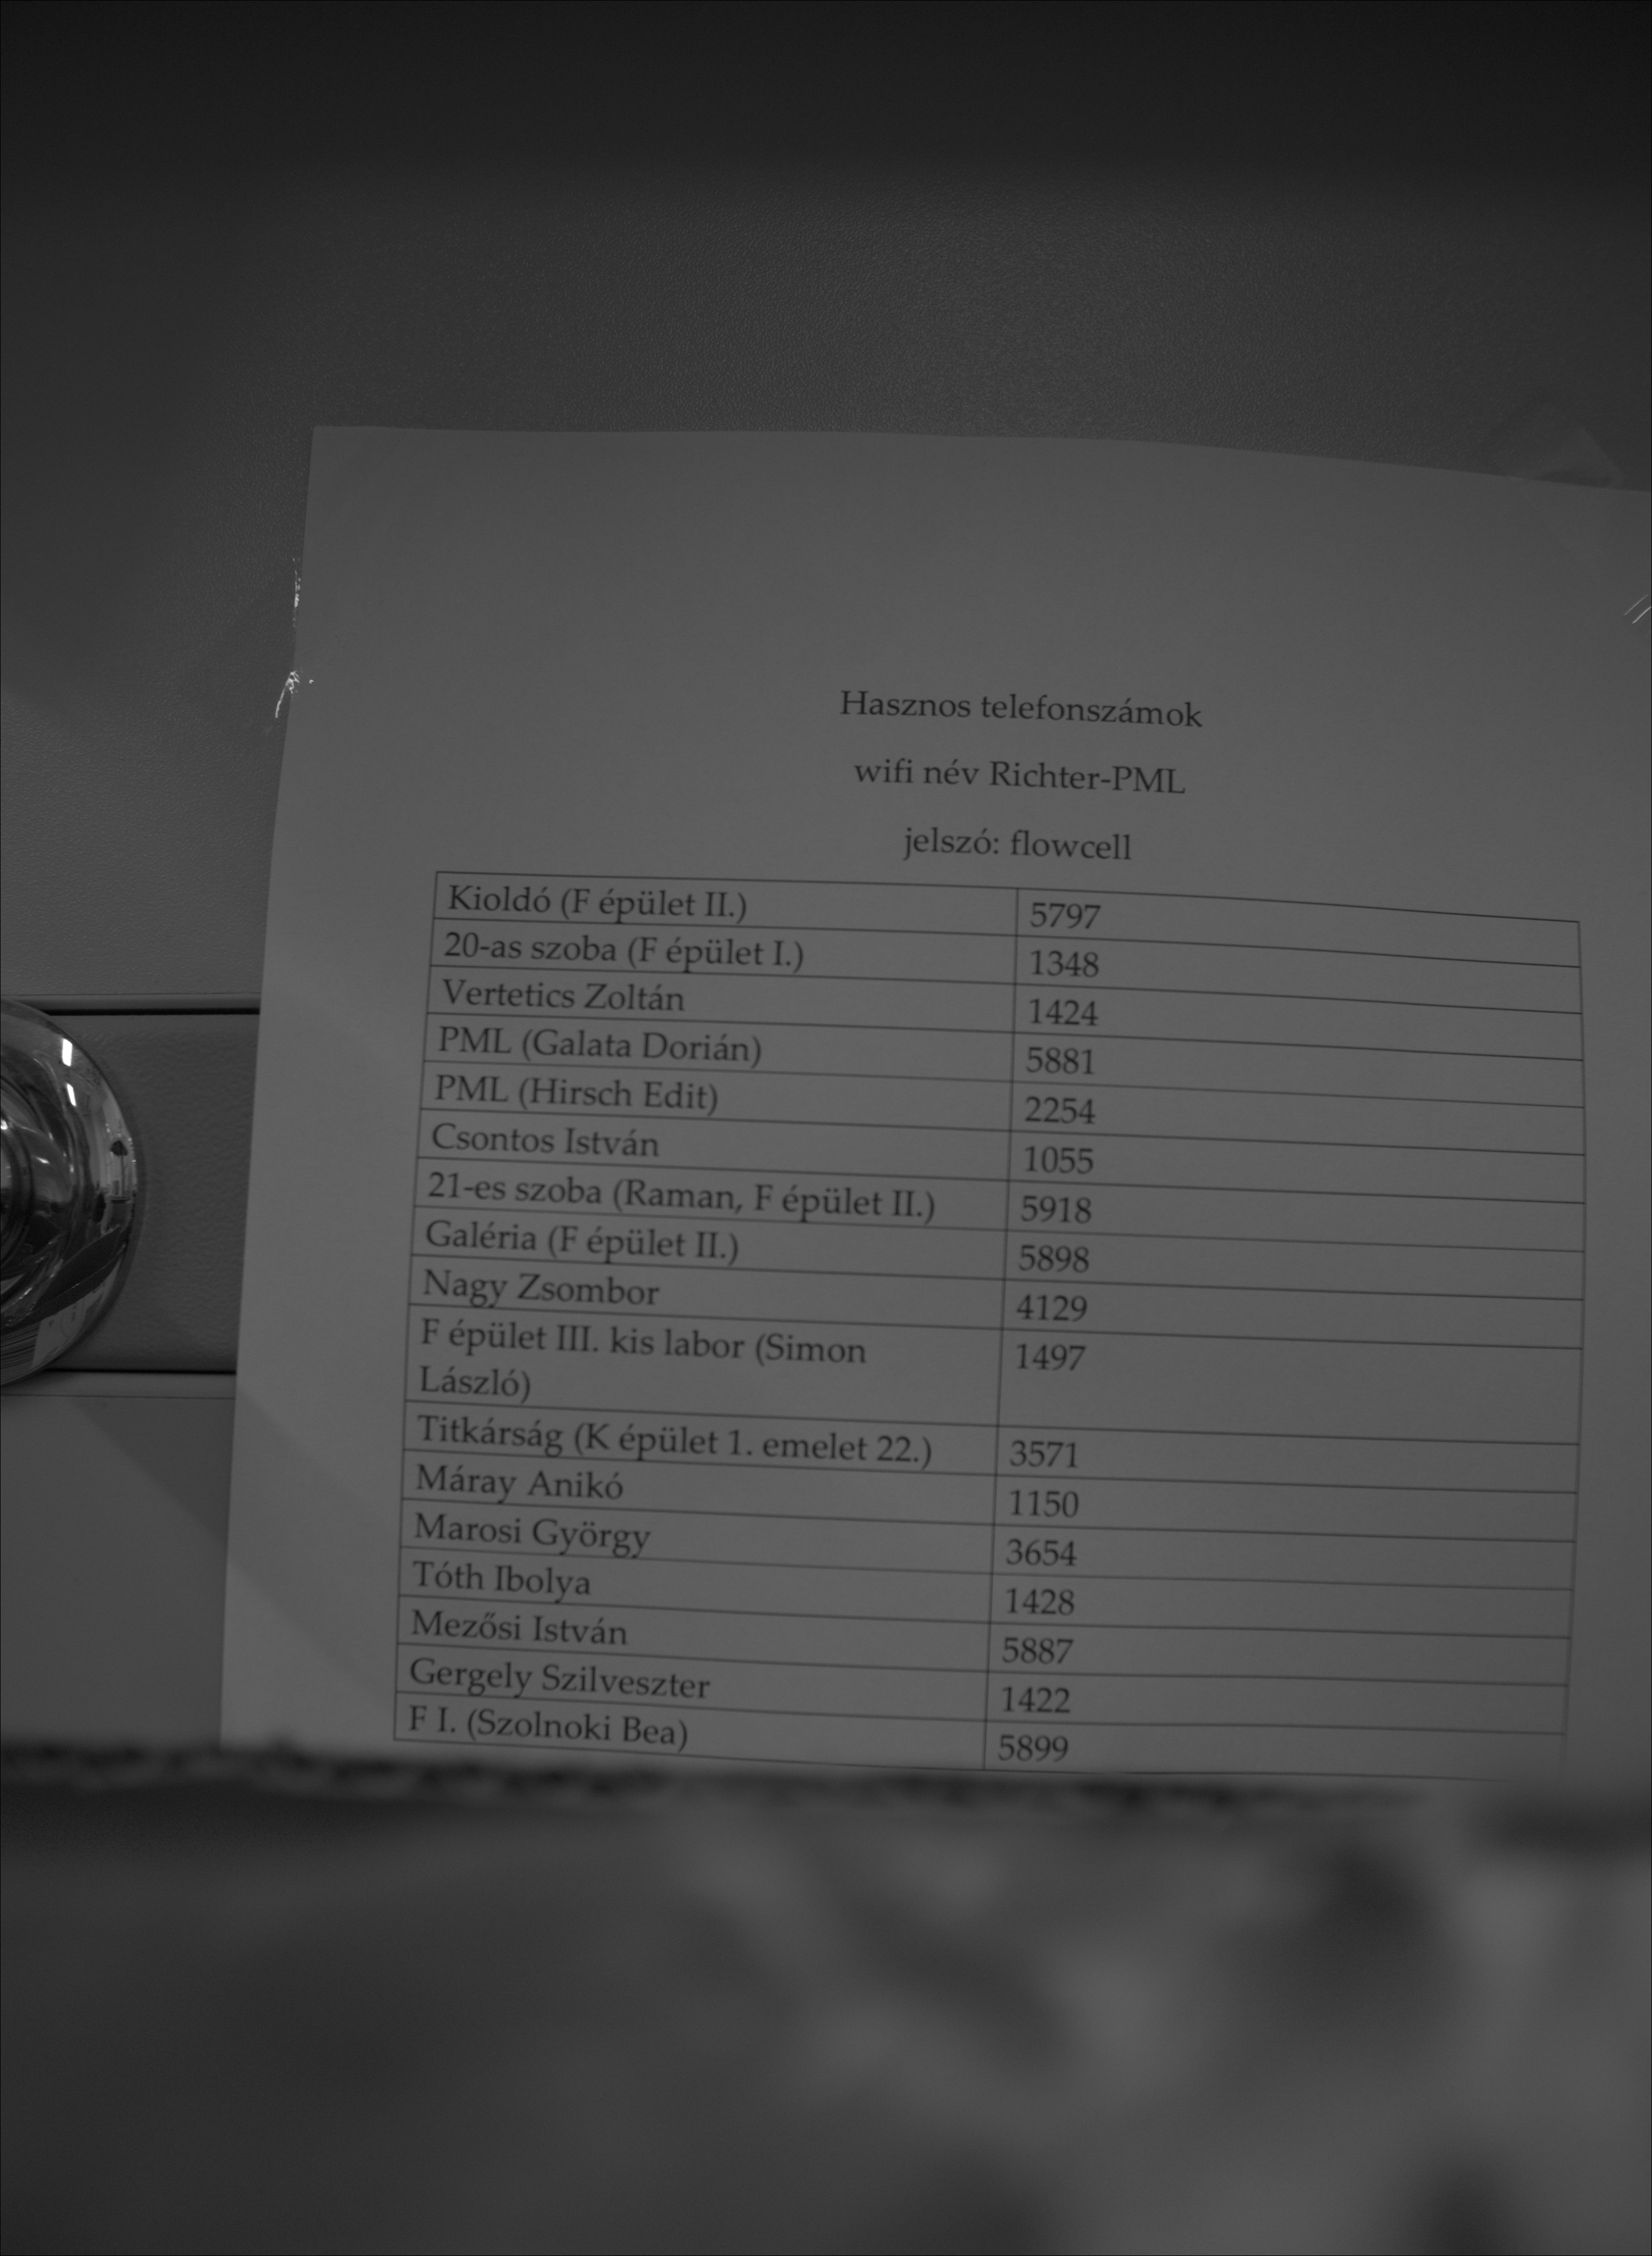 Hasznos telefonszámok
wifi név Richter-PML
jelszó: flowcell
Kioldó (F épület II.) 5797
20-as szoba (F épület I.) 1348
Vertetics Zoltán 1424
PML (Galata Dorián) 5881
PML (Hirsch Edit) 2254
Csontos István 1055
21-es szoba (Raman, F épület II.) 5918
Galéria (F épület II.) 5898
Nagy Zsombor 4129
F épület III. kis labor (Simon 1497
László)
Titkárság (K épület 1. emelet 22.) 3571
Máray Anikó 1150
Marosi György 3654
Tóth Ibolya 1428
Mezősi István 5887
Gergely Szilveszter 1422
F I. (Szolnoki Bea) 5899